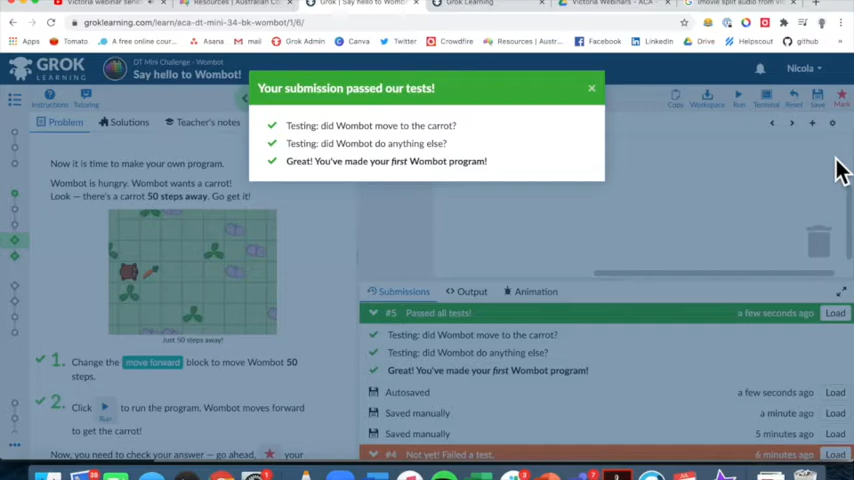 Victoria webinar series
Resources | Australian Co
Grok | Say hello to Wombot!
Grok Learning
Victoria Webinars - ACA -
imovie split audio from vi
groklearning.com/learn/aca-dt-mini-34-bk-wombot/1/6/
Apps
Tomato
A free online cour...
Asana
mail
Grok Admin
Canva
Twitter
Crowdfire
Resources | Austr...
Facebook
LinkedIn
Drive
Helpscout
github
GROK
LEARNING
DT Mini Challenge - Wombot
Say hello to Wombot!
Nicola
Instructions
Tutoring
Copy
Workspace
Run
Terminal
Reset
Save
Mark
Your submission passed our tests!
×
Testing: did Wombot move to the carrot?
Testing: did Wombot do anything else?
Great! You've made your first Wombot program!
Problem
Solutions
Teacher's notes
Now it is time to make your own program.
Wombot is hungry. Wombot wants a carrot!
Look — there's a carrot 50 steps away. Go get it!
Just 50 steps away!
1. Change the move forward block to move Wombot 50
steps.
2. Click Run to run the program. Wombot moves forward
to get the carrot!
Now, you need to check your answer — go ahead, your
Submissions
Output
Animation
#5 Passed all tests!
a few seconds ago
Load
Testing: did Wombot move to the carrot?
Testing: did Wombot do anything else?
Great! You've made your first Wombot program!
Autosaved
a few seconds ago
Load
Saved manually
a minute ago
Load
Saved manually
5 minutes ago
Load
#4 Not yet! Failed a test.
6 minutes ago
Load